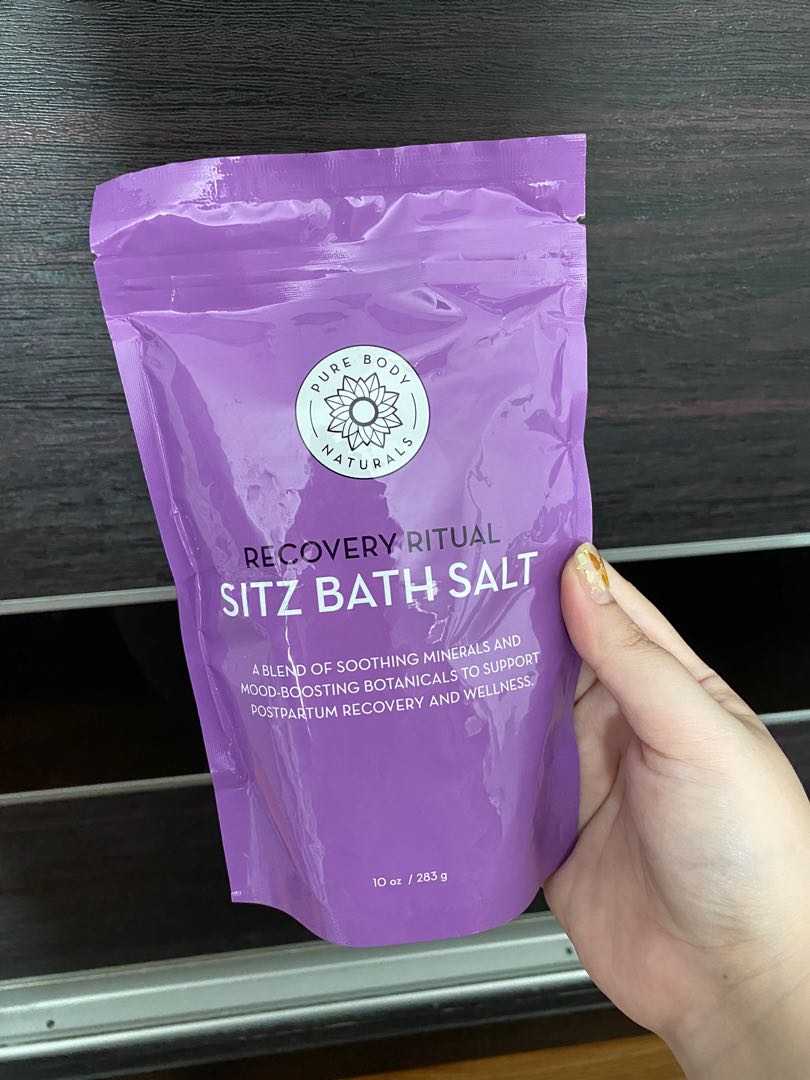 PURE BODY
NATURALS
RECOVERY RITUAL
SITZ BATH SALT
A BLEND OF SOOTHING MINERALS AND
MOOD-BOOSTING BOTANICALS TO SUPPORT
POSTPARTUM RECOVERY AND WELLNESS.
10 oz / 283 g